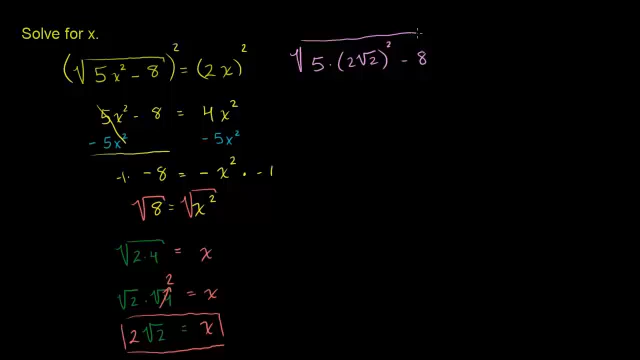 Solve for x.
(√(5x² - 8))² = (2x)²
5x² - 8 = 4x²
- 5x² - 5x²
-1 · -8 = -x² · -1
√8 = √x²
√(2·4) = x
√2 · √4 2 = x
2√2 = x
√(5 · (2√2)² - 8)